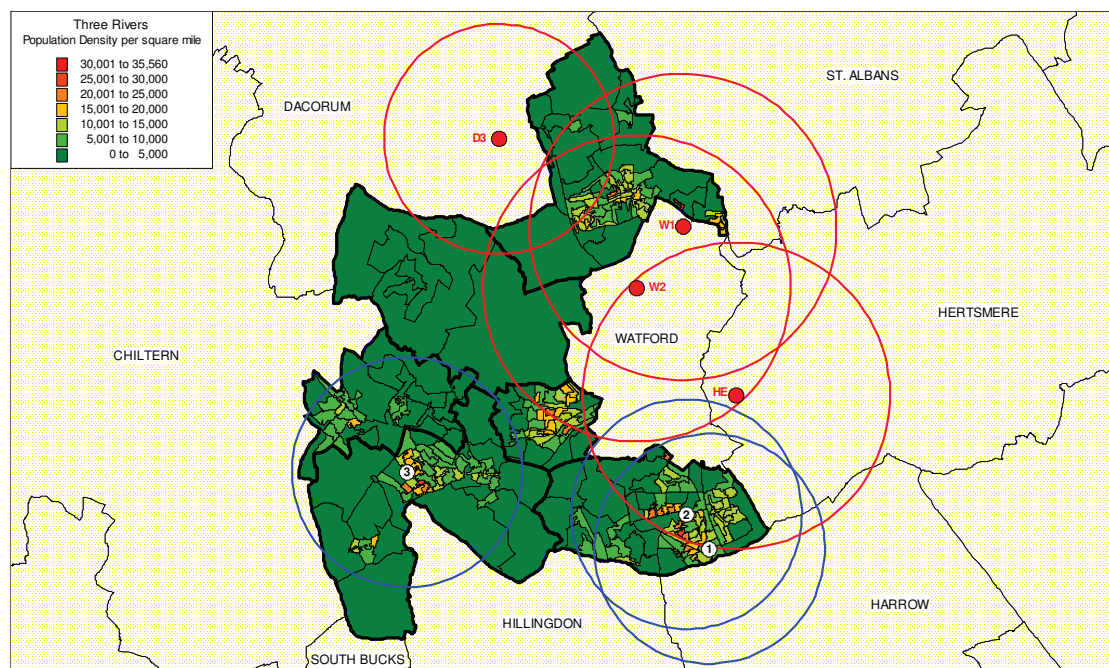 Three Rivers
Population Density per square mile
30,001 to 35,560
25,001 to 30,000
20,001 to 25,000
15,001 to 20,000
10,001 to 15,000
5,001 to 10,000
0 to 5,000
ST. ALBANS
DACORUM
D3
W1
W2
HERTSMERE
WATFORD
CHILTERN
HE
3
2
1
HARROW
HILLINGDON
SOUTH BUCKS